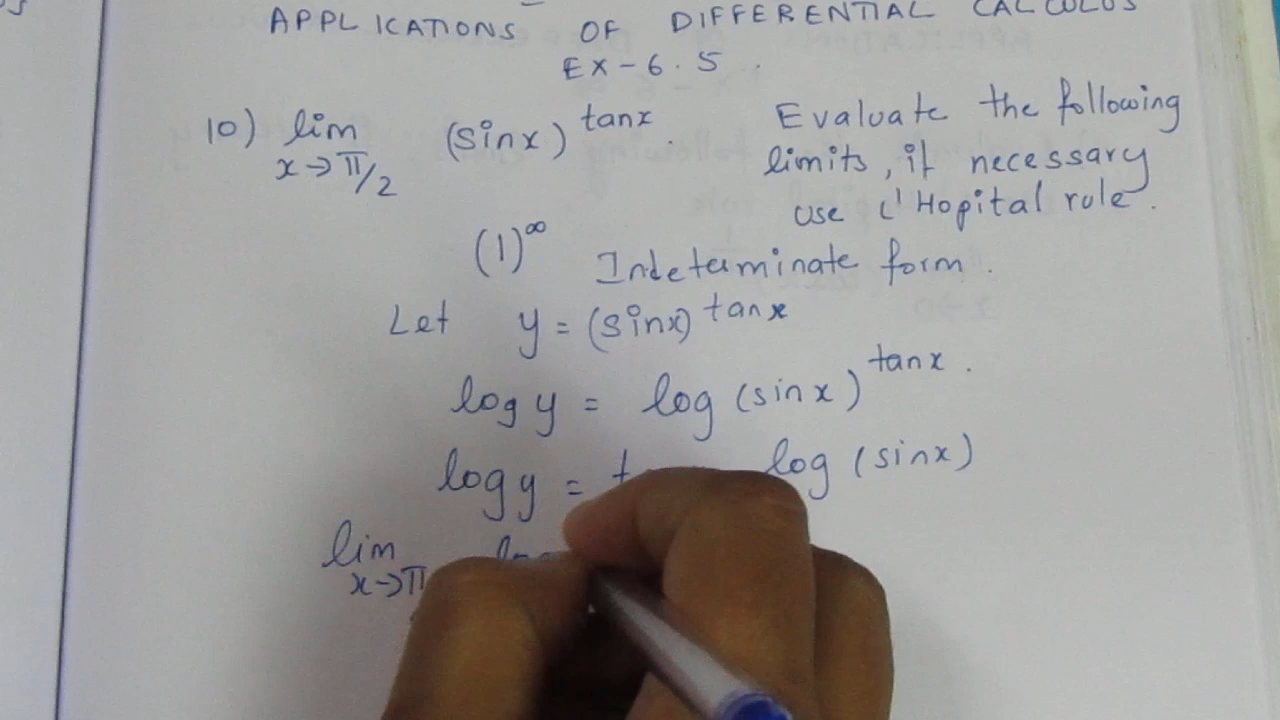 APPLICATIONS OF DIFFERENTIAL CALCULUS
EX-6.5.
10) lim x→π/2 (sinx)^tanx.
Evaluate the following
limits, if necessary
use l'Hopital rule.
(1)^∞ Indeterminate form.
Let y = (sinx)^tanx
log y = log (sinx)^tanx.
log y = log (sinx)
lim x→π